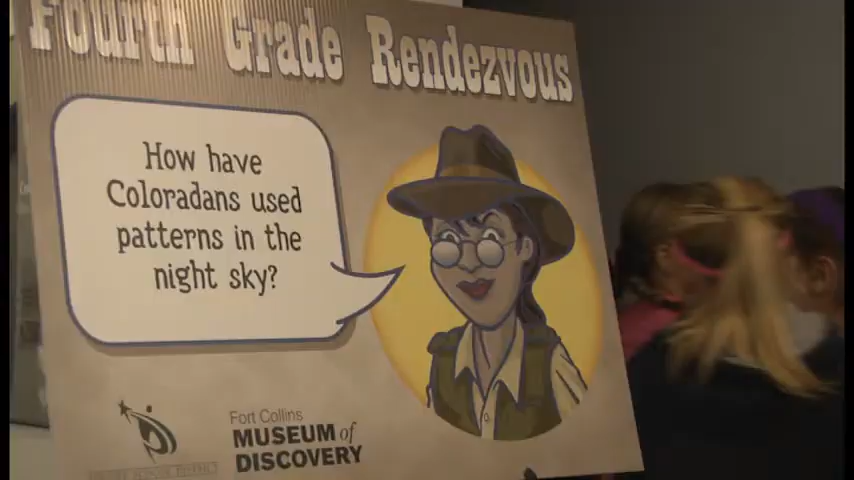 Fourth Grade Rendezvous
How have
Coloradans used
patterns in the
night sky?
Fort Collins
MUSEUM of
DISCOVERY